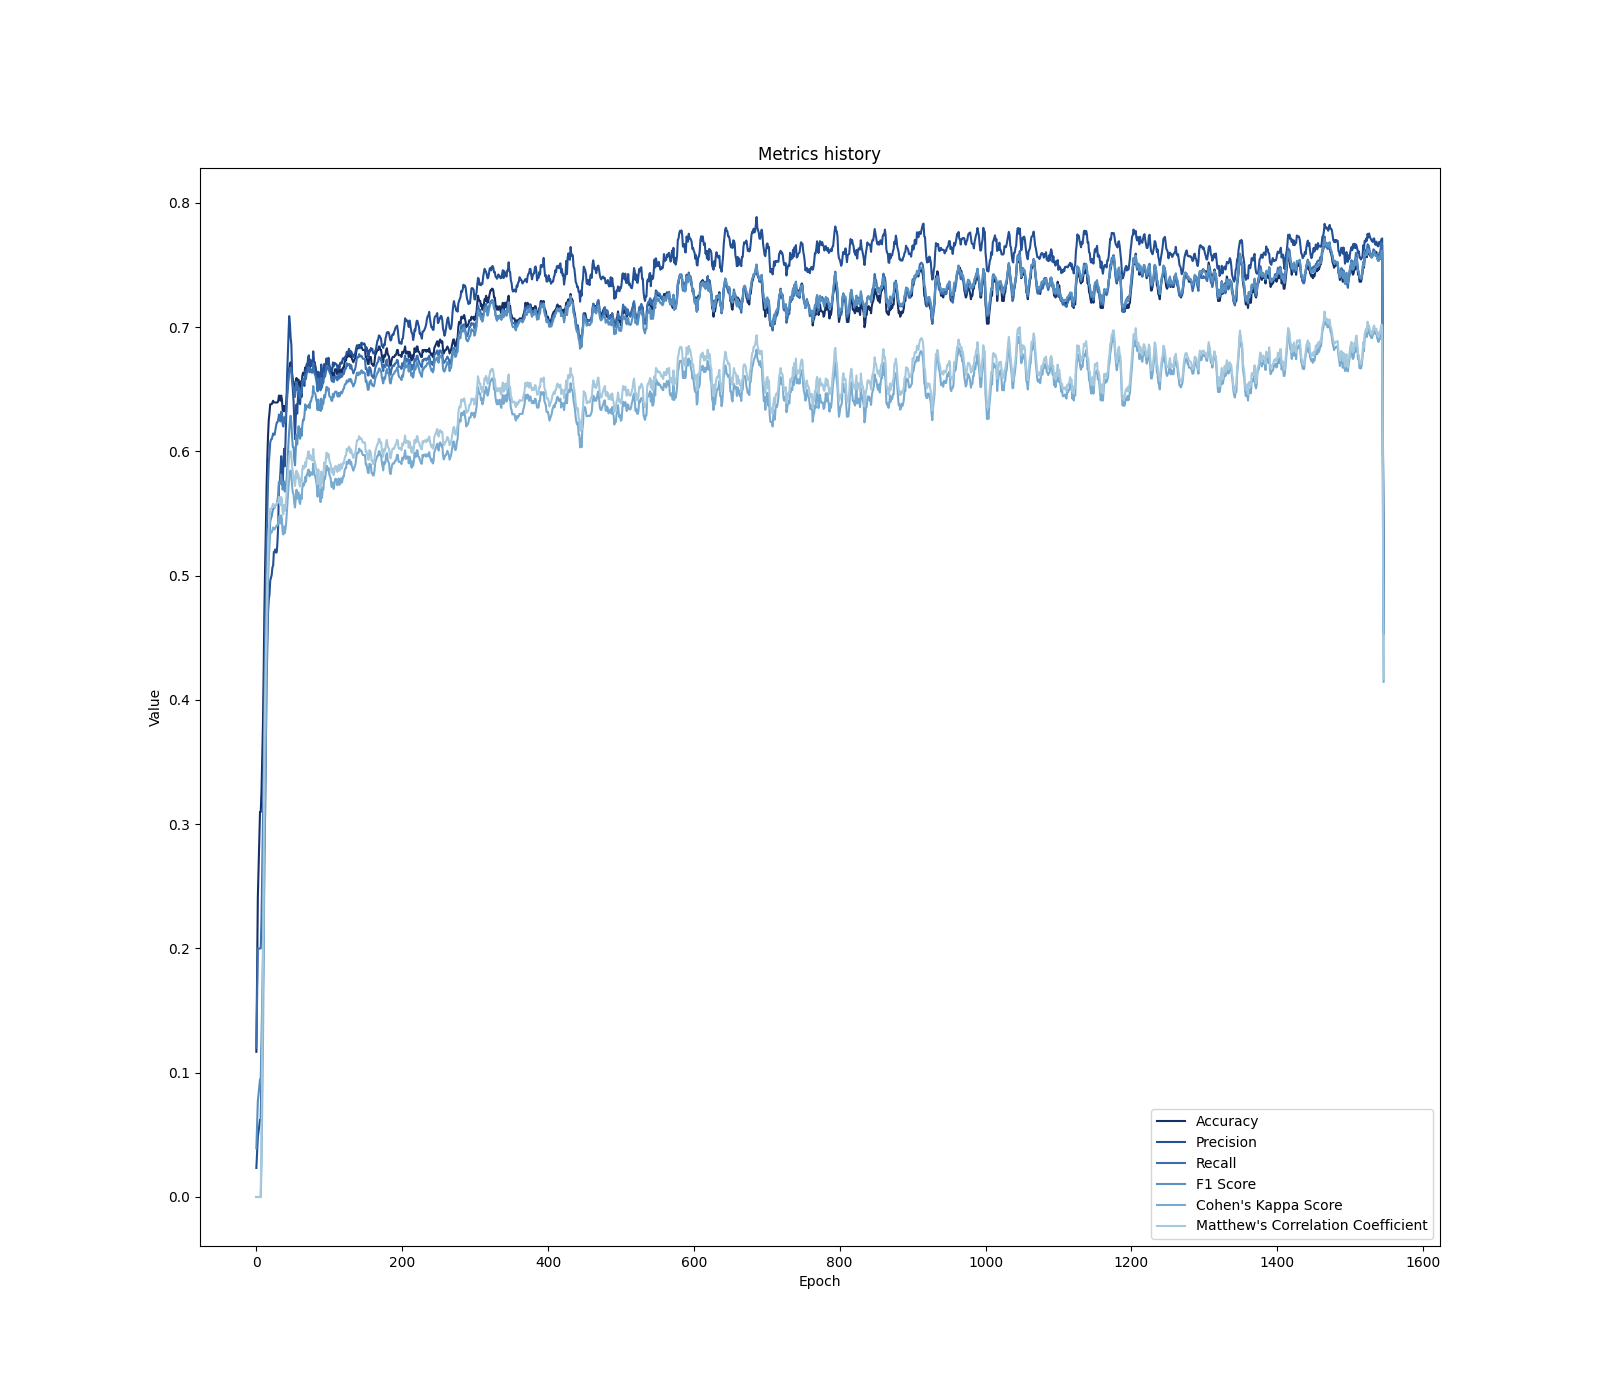 Metrics history
0.8
0.7
0.6
0.5
0.4
0.3
0.2
0.1
0.0
Value
0 200 400 600 800 1000 1200 1400 1600
Epoch
Accuracy
Precision
Recall
F1 Score
Cohen's Kappa Score
Matthew's Correlation Coefficient